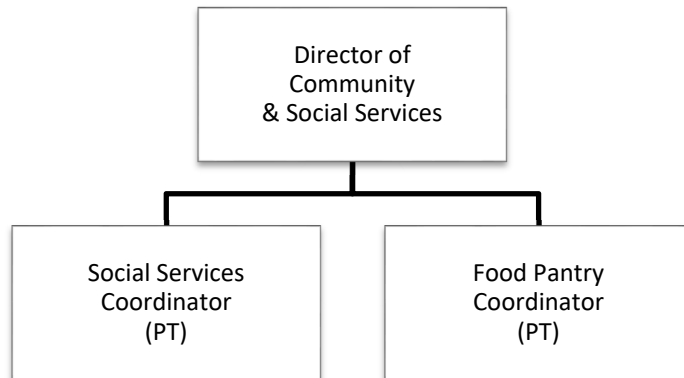 Director of
Community
& Social Services
Social Services
Coordinator
(PT)
Food Pantry
Coordinator
(PT)